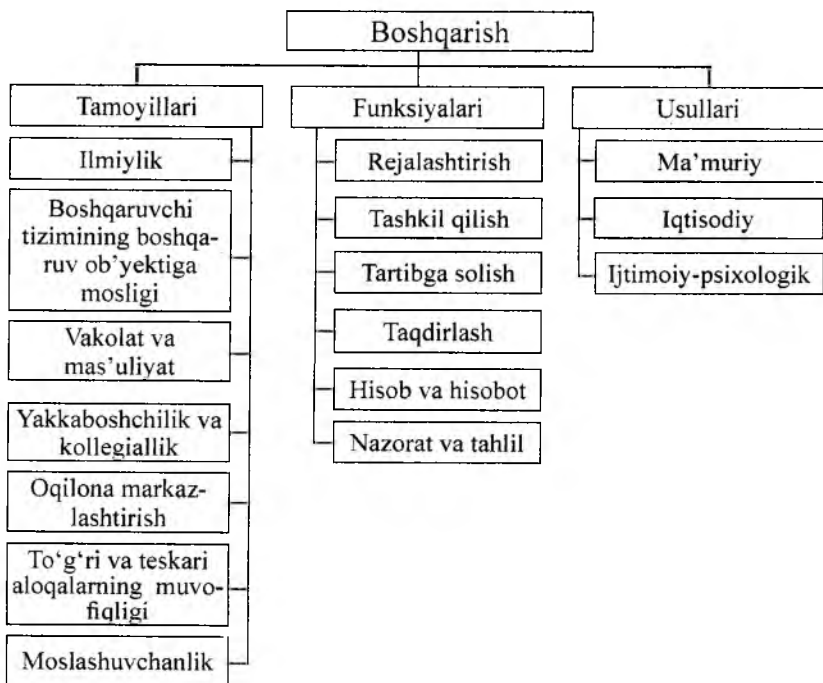 Boshqarish
Tamoyillari
Ilmiylik
Boshqaruvchi
tizimining boshqa-
ruv ob'yektiga
mosligi
Vakolat va
mas'uliyat
Yakkaboshchilik va
kollegiallik
Oqilona markaz-
lashtirish
To‘g‘ri va teskari
aloqalarning muvo-
fiqligi
Moslashuvchanlik
Funksiyalari
Rejalashtirish
Tashkil qilish
Tartibga solish
Taqdirlash
Hisob va hisobot
Nazorat va tahlil
Usullari
Ma’muriy
Iqtisodiy
Ijtimoiy-psixologik